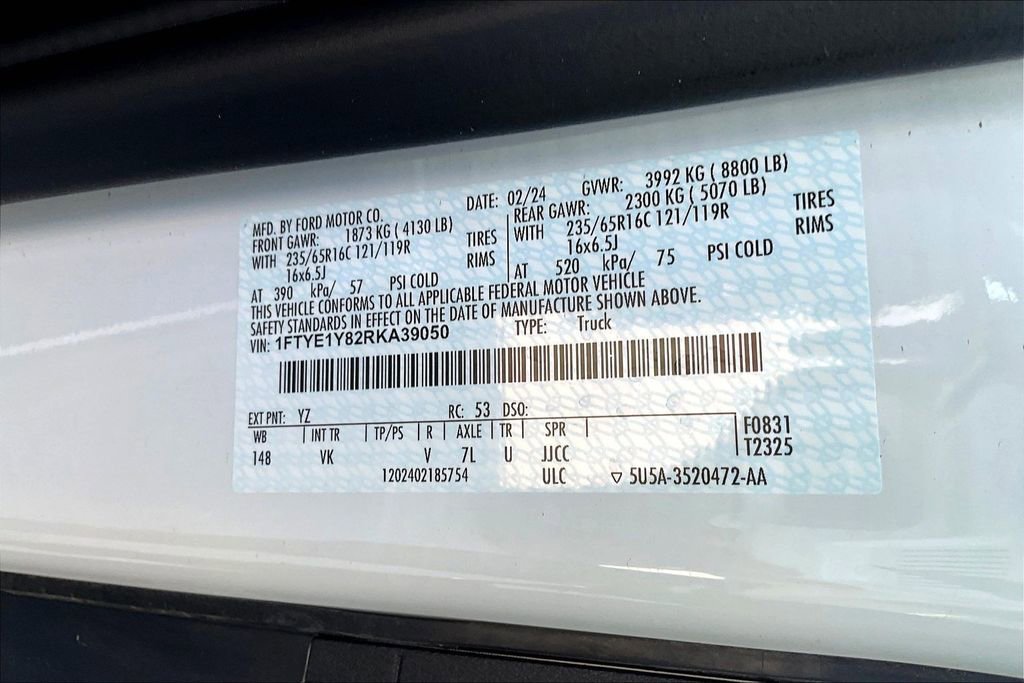 MFD. BY FORD MOTOR CO. DATE: 02/24 GVWR: 3992 KG ( 8800 LB)
FRONT GAWR: 1873 KG ( 4130 LB) REAR GAWR: 2300 KG ( 5070 LB)
WITH 235/65R16C 121/119R TIRES WITH 235/65R16C 121/119R TIRES
16x6.5J RIMS 16x6.5J RIMS
AT 390 kPa/ 57 PSI COLD AT 520 kPa/ 75 PSI COLD
THIS VEHICLE CONFORMS TO ALL APPLICABLE FEDERAL MOTOR VEHICLE
SAFETY STANDARDS IN EFFECT ON THE DATE OF MANUFACTURE SHOWN ABOVE.
VIN: 1FTYE1Y82RKA39050 TYPE: Truck
EXT PNT: YZ RC: 53 DSO:
WB INT TR TP/PS R AXLE TR SPR F0831
148 VK V 7L U JJCC T2325
1202402185754 ULC ▽ 5U5A-3520472-AA